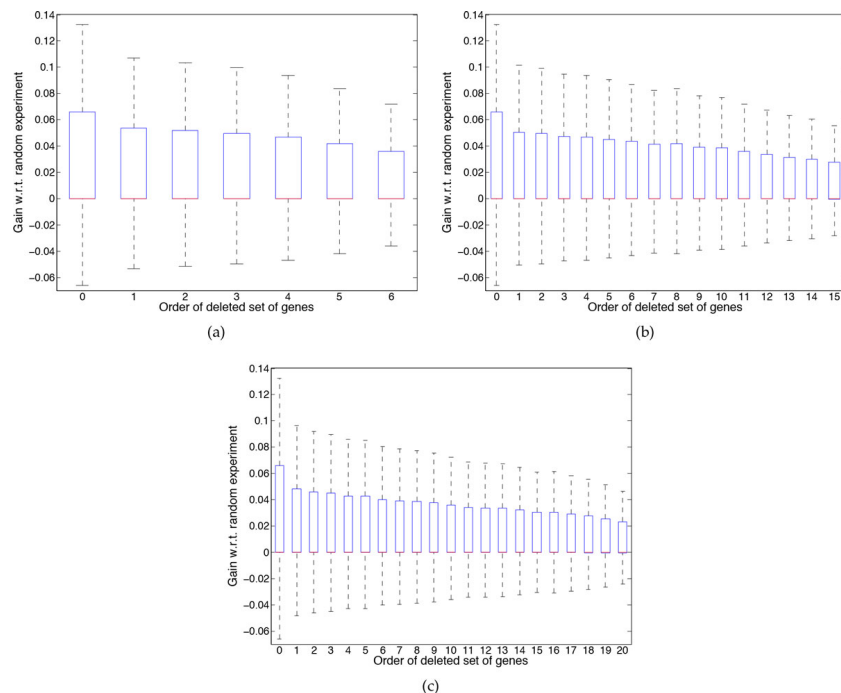 0.14
0.12
0.1
0.08
0.06
0.04
0.02
0
−0.02
−0.04
−0.06
Gain w.r.t. random experiment
0 1 2 3 4 5 6
Order of deleted set of genes
(a)
0.14
0.12
0.1
0.08
0.06
0.04
0.02
0
−0.02
−0.04
−0.06
Gain w.r.t. random experiment
0 1 2 3 4 5 6 7 8 9 10 11 12 13 14 15
Order of deleted set of genes
(b)
0.14
0.12
0.1
0.08
0.06
0.04
0.02
0
−0.02
−0.04
−0.06
Gain w.r.t. random experiment
0 1 2 3 4 5 6 7 8 9 10 11 12 13 14 15 16 17 18 19 20
Order of deleted set of genes
(c)